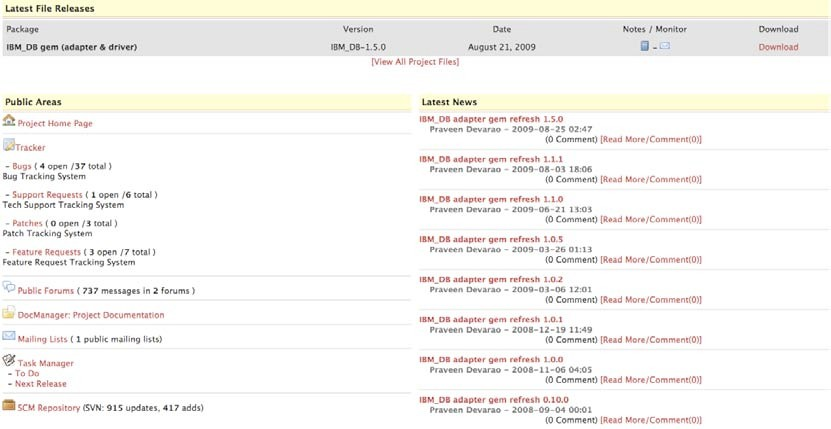 Latest File Releases
Package Version Date Notes / Monitor Download
IBM_DB gem (adapter & driver) IBM_DB-1.5.0 August 21, 2009 - Download
[View All Project Files]
Public Areas
Project Home Page
Tracker
- Bugs ( 4 open /37 total )
Bug Tracking System
- Support Requests ( 1 open /6 total )
Tech Support Tracking System
- Patches ( 0 open /3 total )
Patch Tracking System
- Feature Requests ( 3 open /7 total )
Feature Request Tracking System
Public Forums ( 737 messages in 2 forums )
DocManager: Project Documentation
Mailing Lists ( 1 public mailing lists)
Task Manager
- To Do
- Next Release
SCM Repository (SVN: 915 updates, 417 adds)
Latest News
IBM_DB adapter gem refresh 1.5.0
Praveen Devarao - 2009-08-25 02:47
(0 Comment) [Read More/Comment(0)]
IBM_DB adapter gem refresh 1.1.1
Praveen Devarao - 2009-08-03 18:06
(0 Comment) [Read More/Comment(0)]
IBM_DB adapter gem refresh 1.1.0
Praveen Devarao - 2009-06-21 13:03
(0 Comment) [Read More/Comment(0)]
IBM_DB adapter gem refresh 1.0.5
Praveen Devarao - 2009-03-26 01:13
(0 Comment) [Read More/Comment(0)]
IBM_DB adapter gem refresh 1.0.2
Praveen Devarao - 2009-03-06 12:01
(0 Comment) [Read More/Comment(0)]
IBM_DB adapter gem refresh 1.0.1
Praveen Devarao - 2008-12-19 11:49
(0 Comment) [Read More/Comment(0)]
IBM_DB adapter gem refresh 1.0.0
Praveen Devarao - 2008-11-06 04:05
(0 Comment) [Read More/Comment(0)]
IBM_DB adapter gem refresh 0.10.0
Praveen Devarao - 2008-09-04 00:01
(0 Comment) [Read More/Comment(0)]